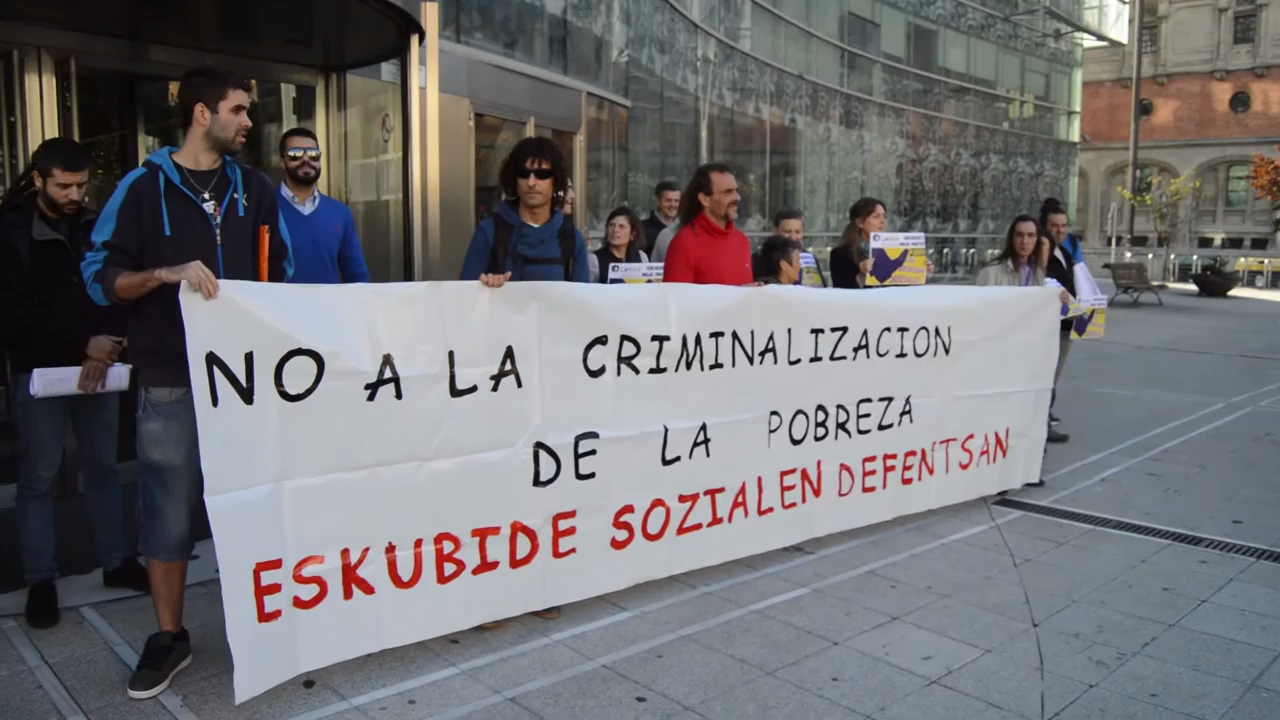 NO A LA CRIMINALIZACION
DE LA POBREZA
ESKUBIDE SOZIALEN DEFENTSAN